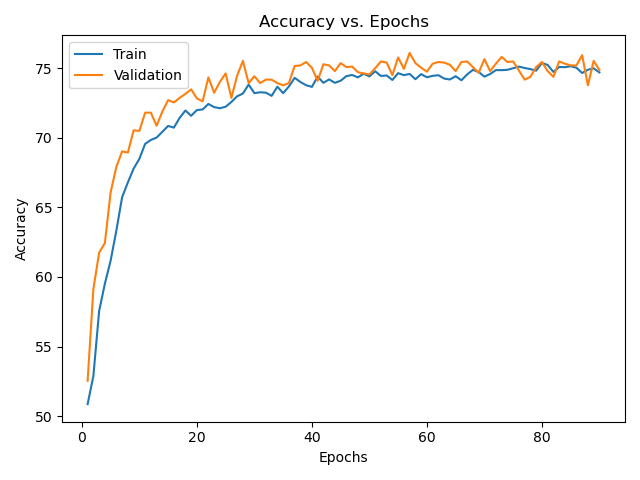 Accuracy vs. Epochs
Train
Validation
75
70
65
60
55
50
Accuracy
0 20 40 60 80
Epochs